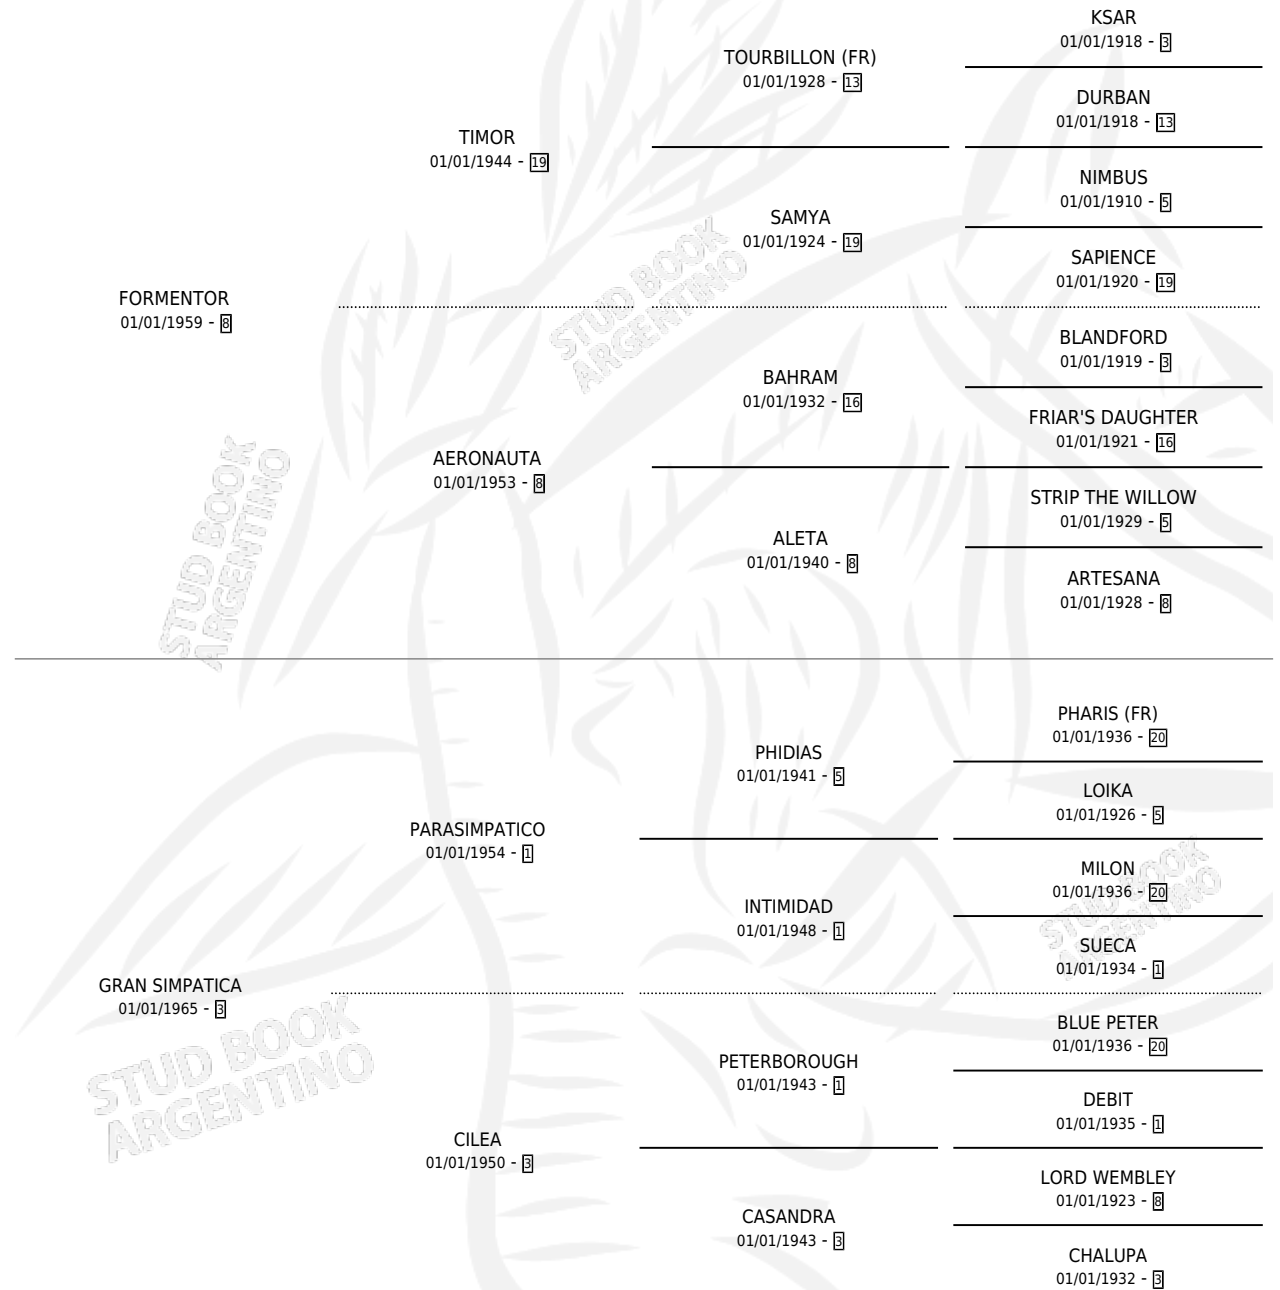 KSAR
01/01/1918 - 3
TOURBILLON (FR)
01/01/1928 - 13
DURBAN
01/01/1918 - 13
TIMOR
01/01/1944 - 19
NIMBUS
01/01/1910 - 5
SAMYA
01/01/1924 - 19
SAPIENCE
01/01/1920 - 19
FORMENTOR
01/01/1959 - 8
BLANDFORD
01/01/1919 - 3
BAHRAM
01/01/1932 - 16
FRIAR'S DAUGHTER
01/01/1921 - 16
AERONAUTA
01/01/1953 - 8
STRIP THE WILLOW
01/01/1929 - 5
ALETA
01/01/1940 - 8
ARTESANA
01/01/1928 - 8
PHARIS (FR)
01/01/1936 - 20
PHIDIAS
01/01/1941 - 5
LOIKA
01/01/1926 - 5
PARASIMPATICO
01/01/1954 - 1
MILON
01/01/1936 - 20
INTIMIDAD
01/01/1948 - 1
SUECA
01/01/1934 - 1
GRAN SIMPATICA
01/01/1965 - 3
BLUE PETER
01/01/1936 - 20
PETERBOROUGH
01/01/1943 - 1
DEBIT
01/01/1935 - 1
CILEA
01/01/1950 - 3
LORD WEMBLEY
01/01/1923 - 8
CASANDRA
01/01/1943 - 3
CHALUPA
01/01/1932 - 3
STUD BOOK
ARGENTINO
STUD BOOK
ARGENTINO
STUD BOOK
ARGENTINO
STUD BOOK
ARGENTINO